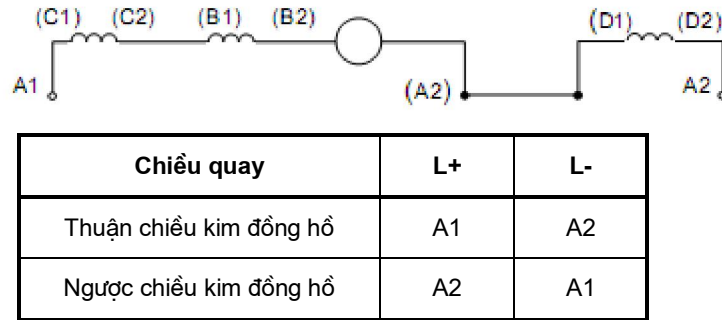 (C1) (C2) (B1) (B2) (D1) (D2)
A1 (A2) A2
Chiều quay L+ L-
Thuận chiều kim đồng hồ A1 A2
Ngược chiều kim đồng hồ A2 A1